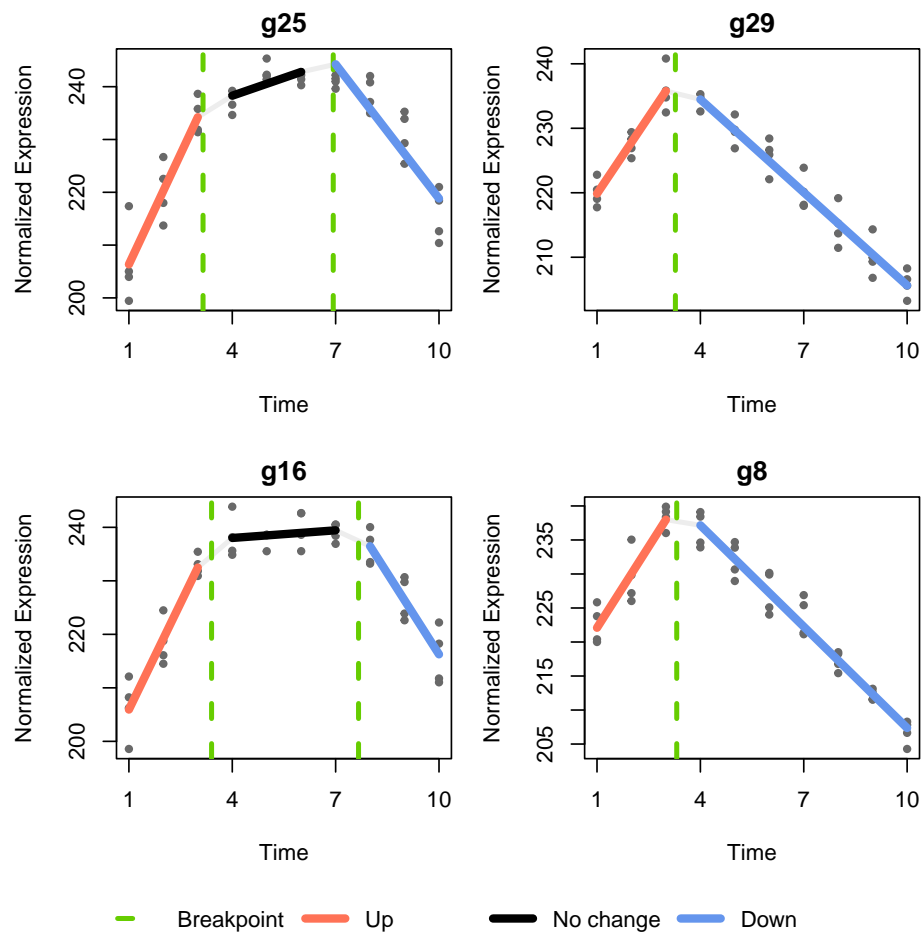 g25
Normalized Expression
200
220
240
1 4 7 10
Time
g29
Normalized Expression
210
220
230
240
1 4 7 10
Time
g16
Normalized Expression
200
220
240
1 4 7 10
Time
g8
Normalized Expression
205
215
225
235
1 4 7 10
Time
Breakpoint Up No change Down